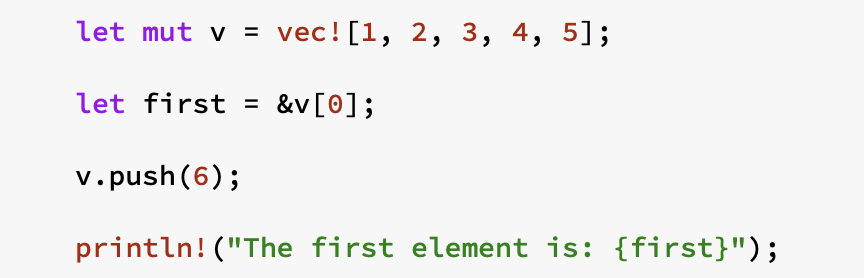 let mut v = vec![1, 2, 3, 4, 5];
let first = &v[0];
v.push(6);
println!("The first element is: {first}");